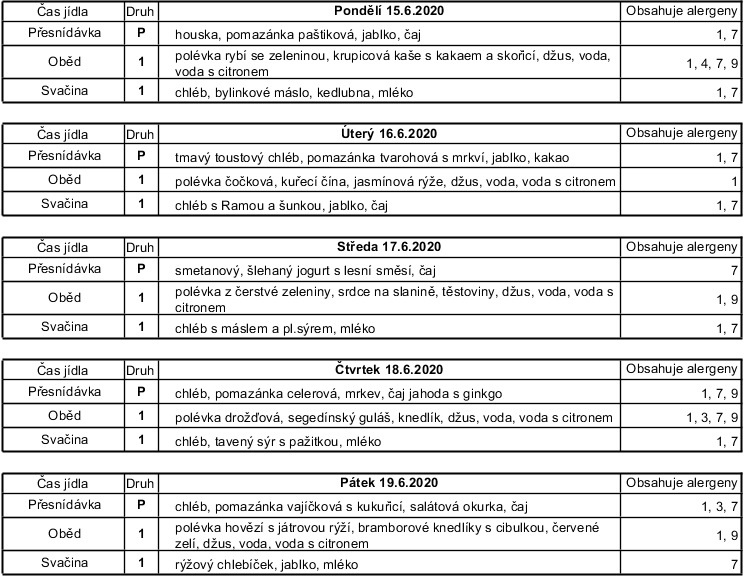 Čas jídla Druh Pondělí 15.6.2020 Obsahuje alergeny
Přesnídávka P houska, pomazánka paštiková, jablko, čaj 1, 7
Oběd 1 polévka rybí se zeleninou, krupicová kaše s kakaem a skořicí, džus, voda, 1, 4, 7, 9
voda s citronem
Svačina 1 chléb, bylinkové máslo, kedlubna, mléko 1, 7
Čas jídla Druh Úterý 16.6.2020 Obsahuje alergeny
Přesnídávka P tmavý toustový chléb, pomazánka tvarohová s mrkví, jablko, kakao 1, 7
Oběd 1 polévka čočková, kuřecí čína, jasmínová rýže, džus, voda, voda s citronem 1
Svačina 1 chléb s Ramou a šunkou, jablko, čaj 1, 7
Čas jídla Druh Středa 17.6.2020 Obsahuje alergeny
Přesnídávka P smetanový, šlehaný jogurt s lesní směsí, čaj 7
Oběd 1 polévka z čerstvé zeleniny, srdce na slanině, těstoviny, džus, voda, voda s 1, 9
citronem
Svačina 1 chléb s máslem a pl.sýrem, mléko 1, 7
Čas jídla Druh Čtvrtek 18.6.2020 Obsahuje alergeny
Přesnídávka P chléb, pomazánka celerová, mrkev, čaj jahoda s ginkgo 1, 7, 9
Oběd 1 polévka drožďová, segedínský guláš, knedlík, džus, voda, voda s citronem 1, 3, 7, 9
Svačina 1 chléb, tavený sýr s pažitkou, mléko 1, 7
Čas jídla Druh Pátek 19.6.2020 Obsahuje alergeny
Přesnídávka P chléb, pomazánka vajíčková s kukuřicí, salátová okurka, čaj 1, 3, 7
Oběd 1 polévka hovězí s játrovou rýží, bramborové knedlíky s cibulkou, červené 1, 9
zelí, džus, voda, voda s citronem
Svačina 1 rýžový chlebíček, jablko, mléko 7